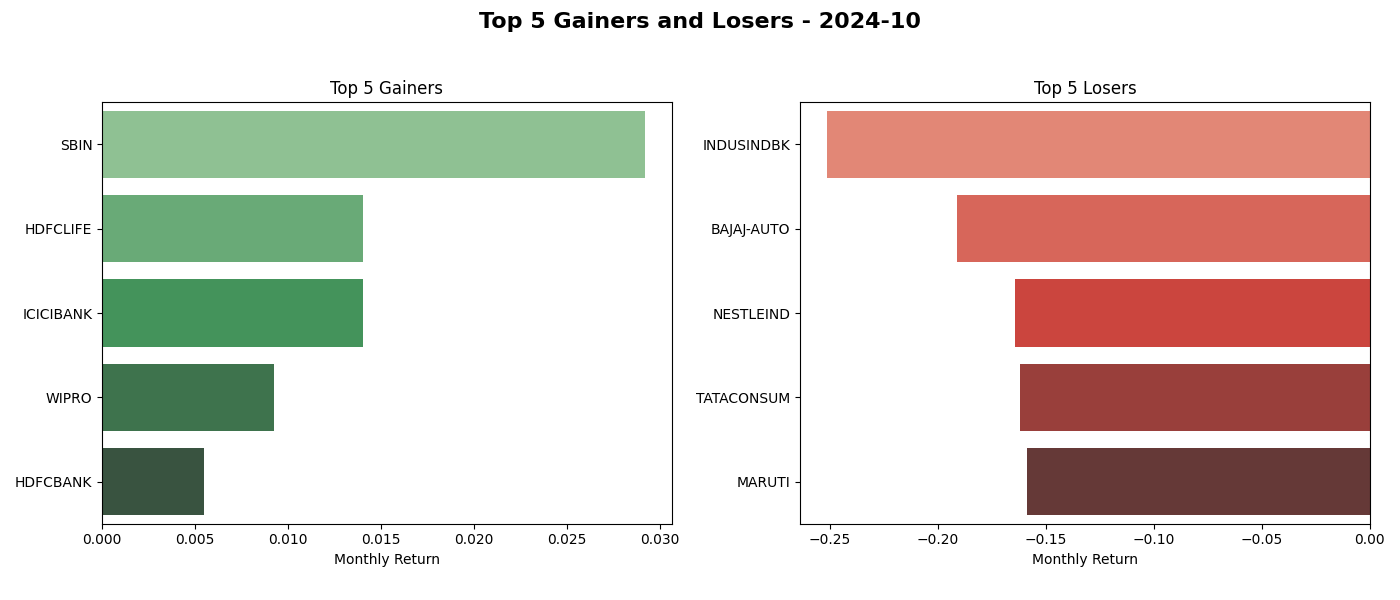 Top 5 Gainers and Losers - 2024-10
Top 5 Gainers
SBIN
HDFCLIFE
ICICIBANK
WIPRO
HDFCBANK
0.000 0.005 0.010 0.015 0.020 0.025 0.030
Monthly Return
Top 5 Losers
INDUSINDBK
BAJAJ-AUTO
NESTLEIND
TATACONSUM
MARUTI
−0.25 −0.20 −0.15 −0.10 −0.05 0.00
Monthly Return